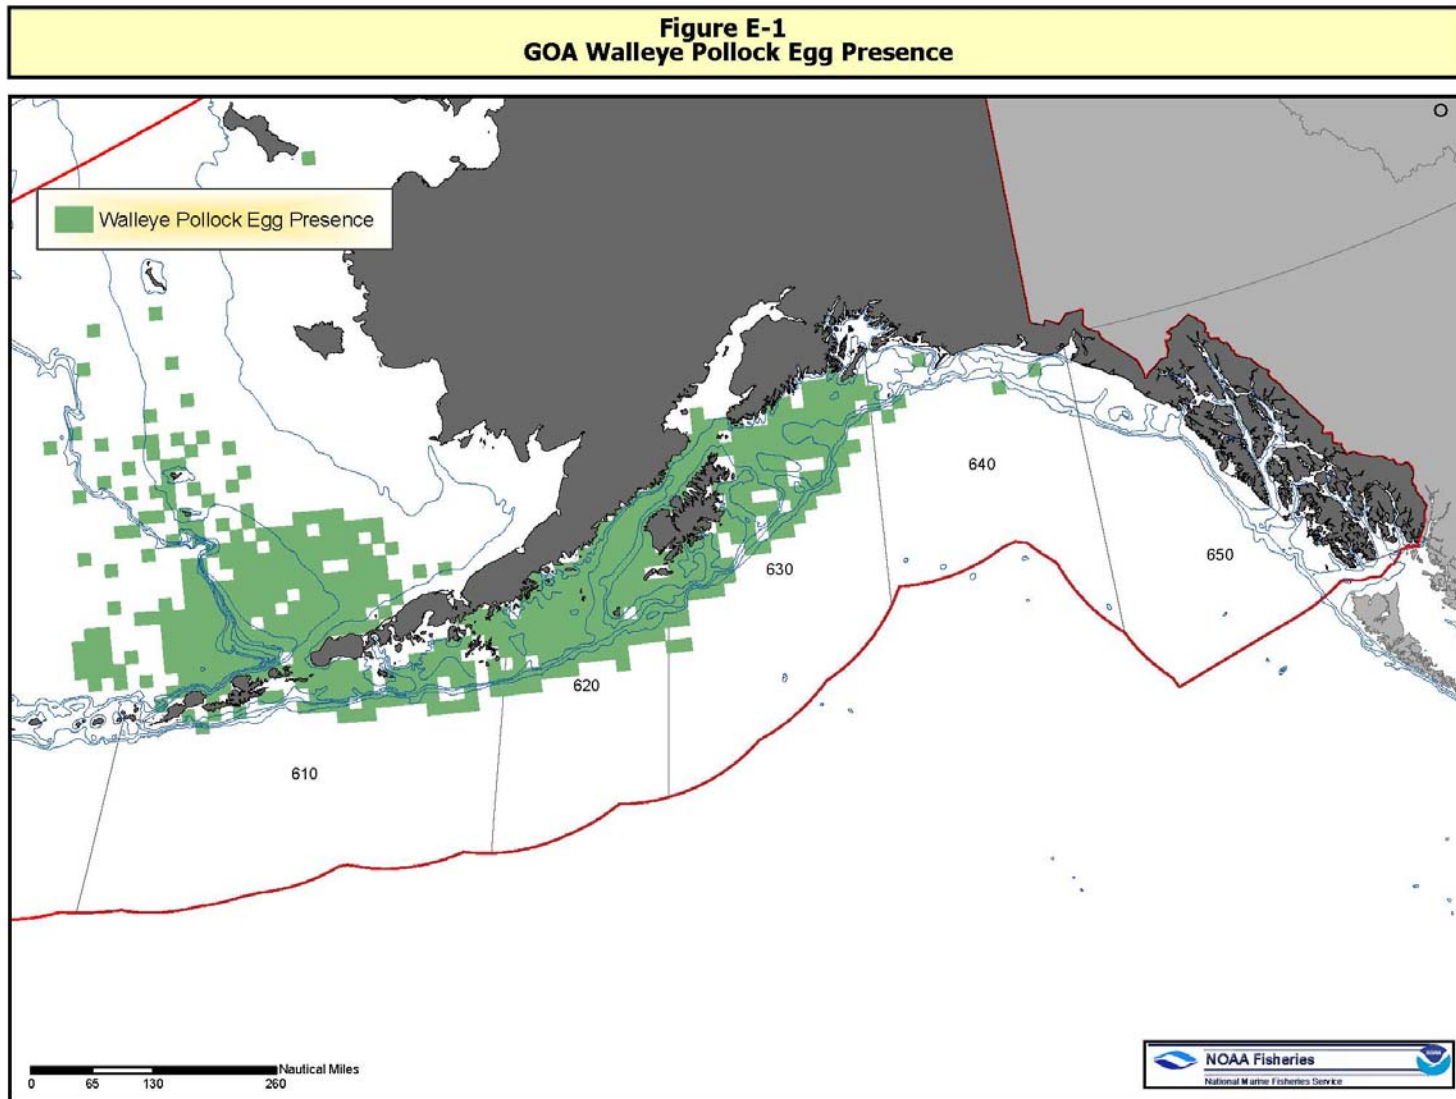 Figure E-1
GOA Walleye Pollock Egg Presence
Walleye Pollock Egg Presence
640
650
630
620
610
Nautical Miles
0 65 130 260
NOAA Fisheries
National Marine Fisheries Service